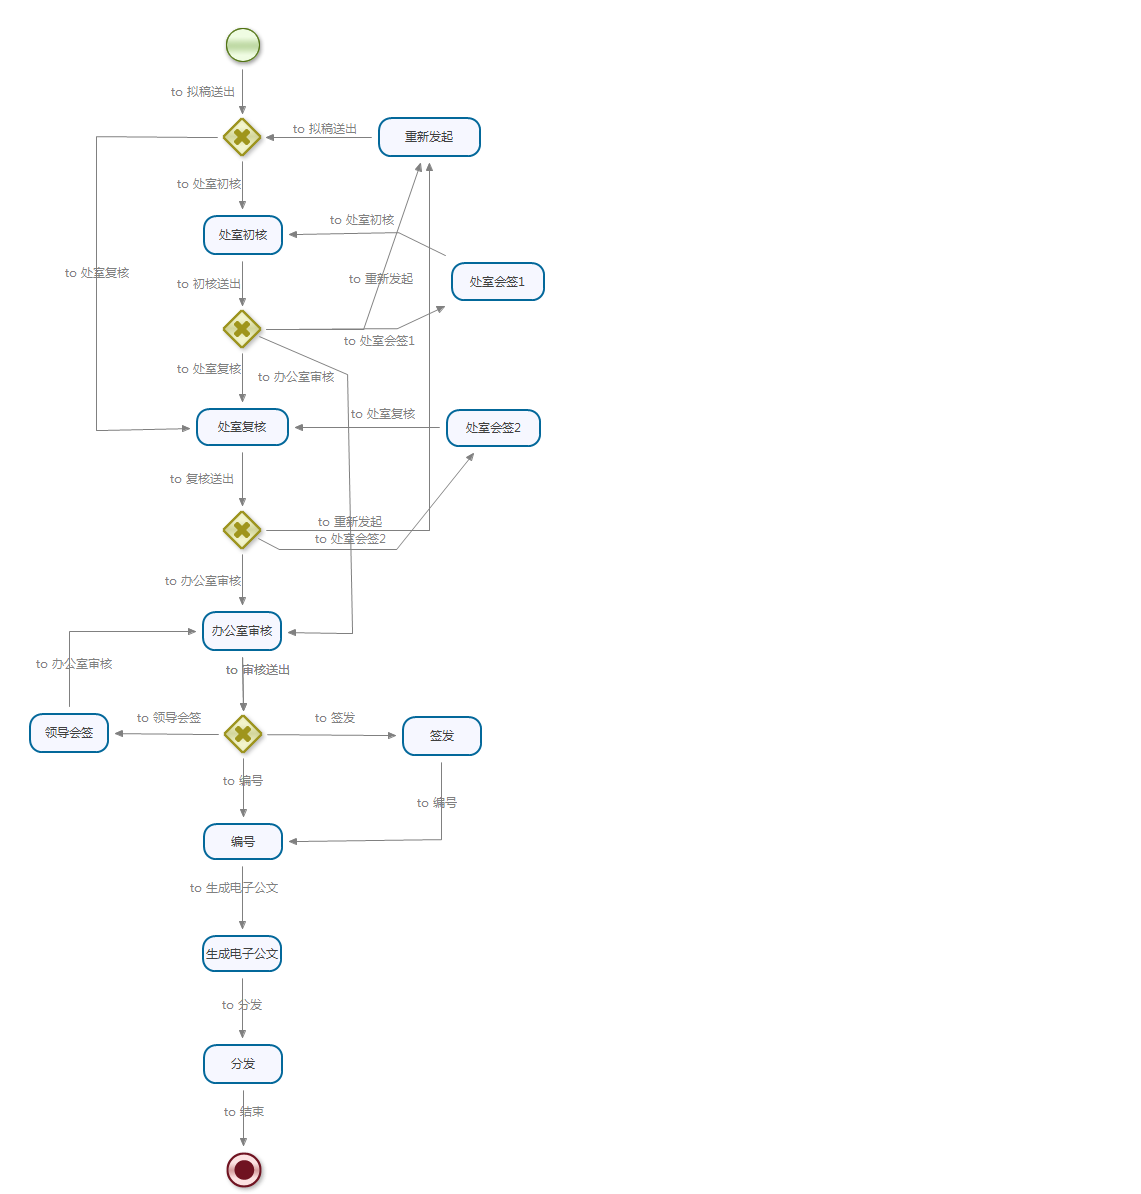 to 拟稿送出
to 拟稿送出
重新发起
to 处室初核
to 处室初核
处室初核
to 处室复核
to 重新发起
处室会签1
to 初核送出
to 处室会签1
to 处室复核
to 办公室审核
to 处室复核
处室复核
处室会签2
to 复核送出
to 重新发起
to 处室会签2
to 办公室审核
办公室审核
to 办公室审核
to 审核送出
to 领导会签
to 签发
领导会签
签发
to 编号
to 编号
编号
to 生成电子公文
生成电子公文
to 分发
分发
to 结束